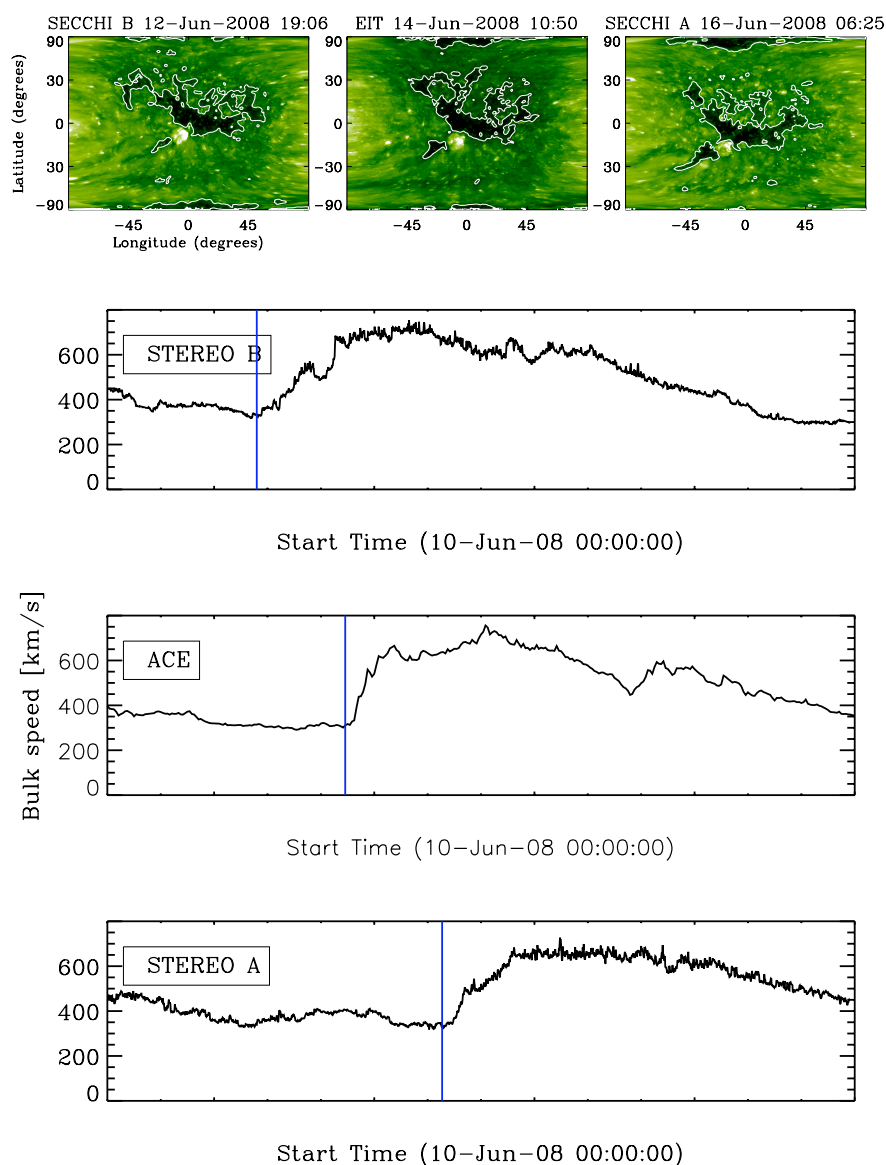 SECCHI B 12-Jun-2008 19:06
EIT 14-Jun-2008 10:50
SECCHI A 16-Jun-2008 06:25
Latitude (degrees)
90
30
0
-30
-90
-45 0 45
Longitude (degrees)
90
30
0
-30
-90
-45 0 45
90
30
0
-30
-90
-45 0 45
STEREO B
600
400
200
0
Start Time (10-Jun-08 00:00:00)
Bulk speed [km/s]
ACE
600
400
200
0
Start Time (10-Jun-08 00:00:00)
STEREO A
600
400
200
0
Start Time (10-Jun-08 00:00:00)